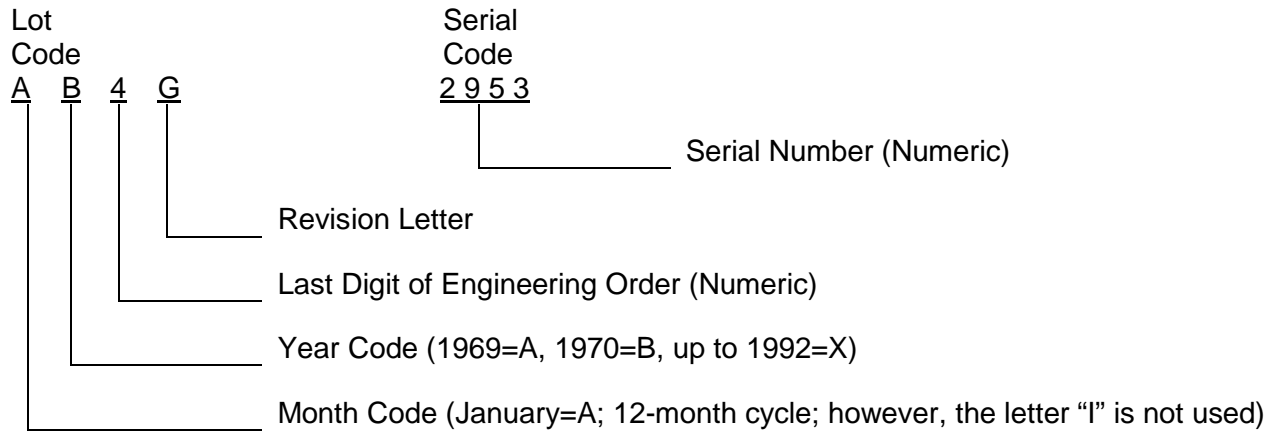 Lot Serial
Code Code
A B 4 G 2 9 5 3
Serial Number (Numeric)
Revision Letter
Last Digit of Engineering Order (Numeric)
Year Code (1969=A, 1970=B, up to 1992=X)
Month Code (January=A; 12-month cycle; however, the letter “I” is not used)